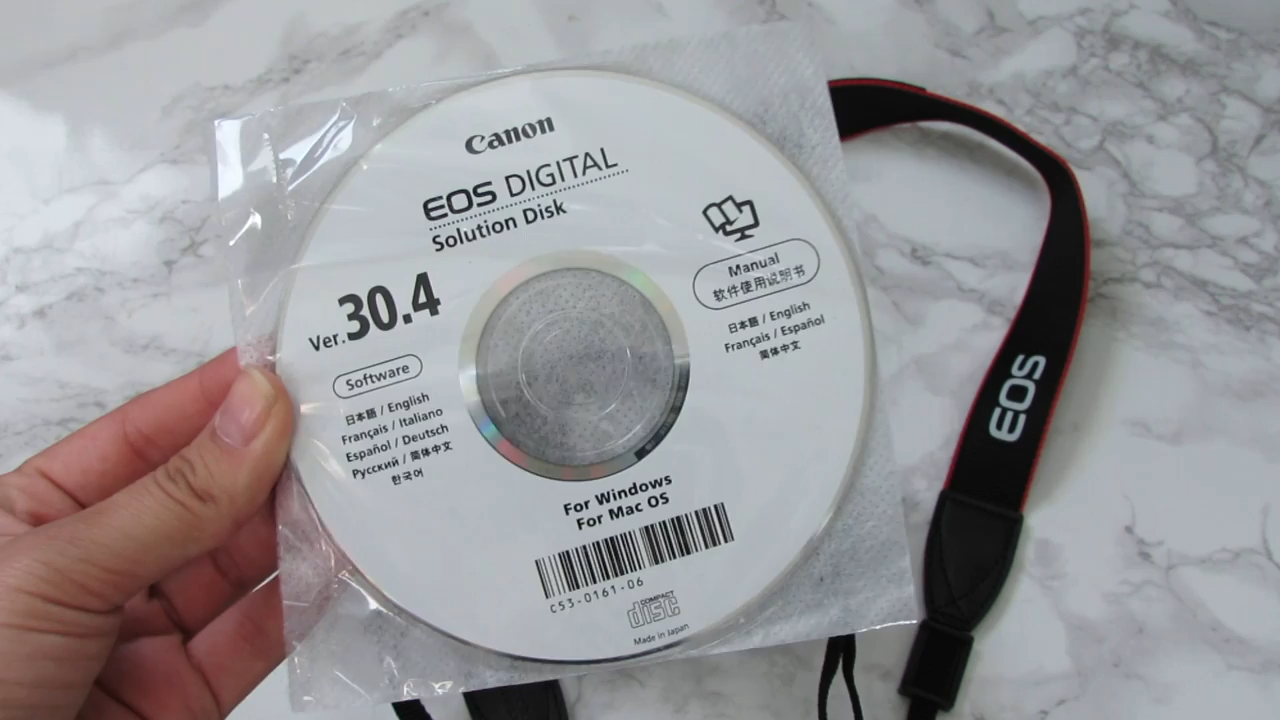 Canon
EOS DIGITAL
Solution Disk
Ver.30.4
Software
日本語 / English
Français / Italiano
Español / Deutsch
Русский / 简体中文
한국어
Manual
软件使用说明书
日本語 / English
Français / Español
简体中文
For Windows
For Mac OS
C53-0161-06
COMPACT
disc
Made in Japan
EOS